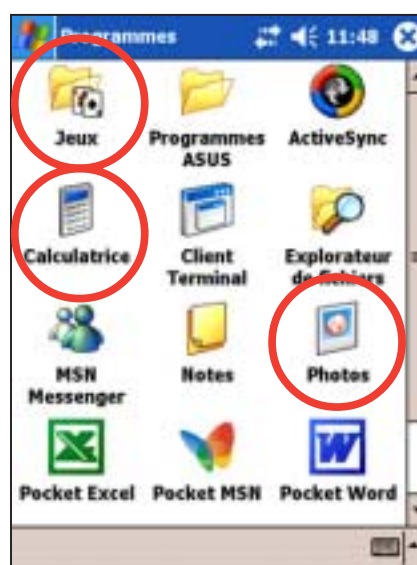 Programmes 11:48
Jeux Programmes ASUS ActiveSync
Calculatrice Client Terminal Explorateur de fichiers
MSN Messenger Notes Photos
Pocket Excel Pocket MSN Pocket Word